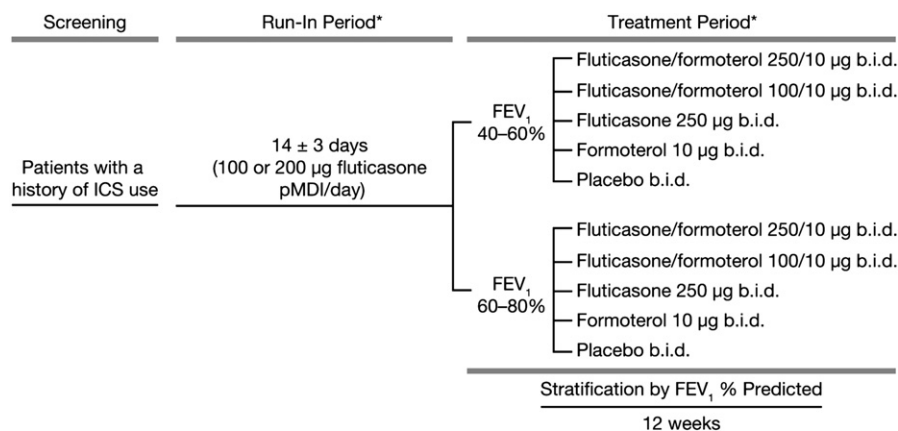 Screening
Run-In Period*
Treatment Period*
Patients with a
history of ICS use
14 ± 3 days
(100 or 200 µg fluticasone
pMDI/day)
FEV₁
40–60%
Fluticasone/formoterol 250/10 µg b.i.d.
Fluticasone/formoterol 100/10 µg b.i.d.
Fluticasone 250 µg b.i.d.
Formoterol 10 µg b.i.d.
Placebo b.i.d.
FEV₁
60–80%
Fluticasone/formoterol 250/10 µg b.i.d.
Fluticasone/formoterol 100/10 µg b.i.d.
Fluticasone 250 µg b.i.d.
Formoterol 10 µg b.i.d.
Placebo b.i.d.
Stratification by FEV₁ % Predicted
12 weeks